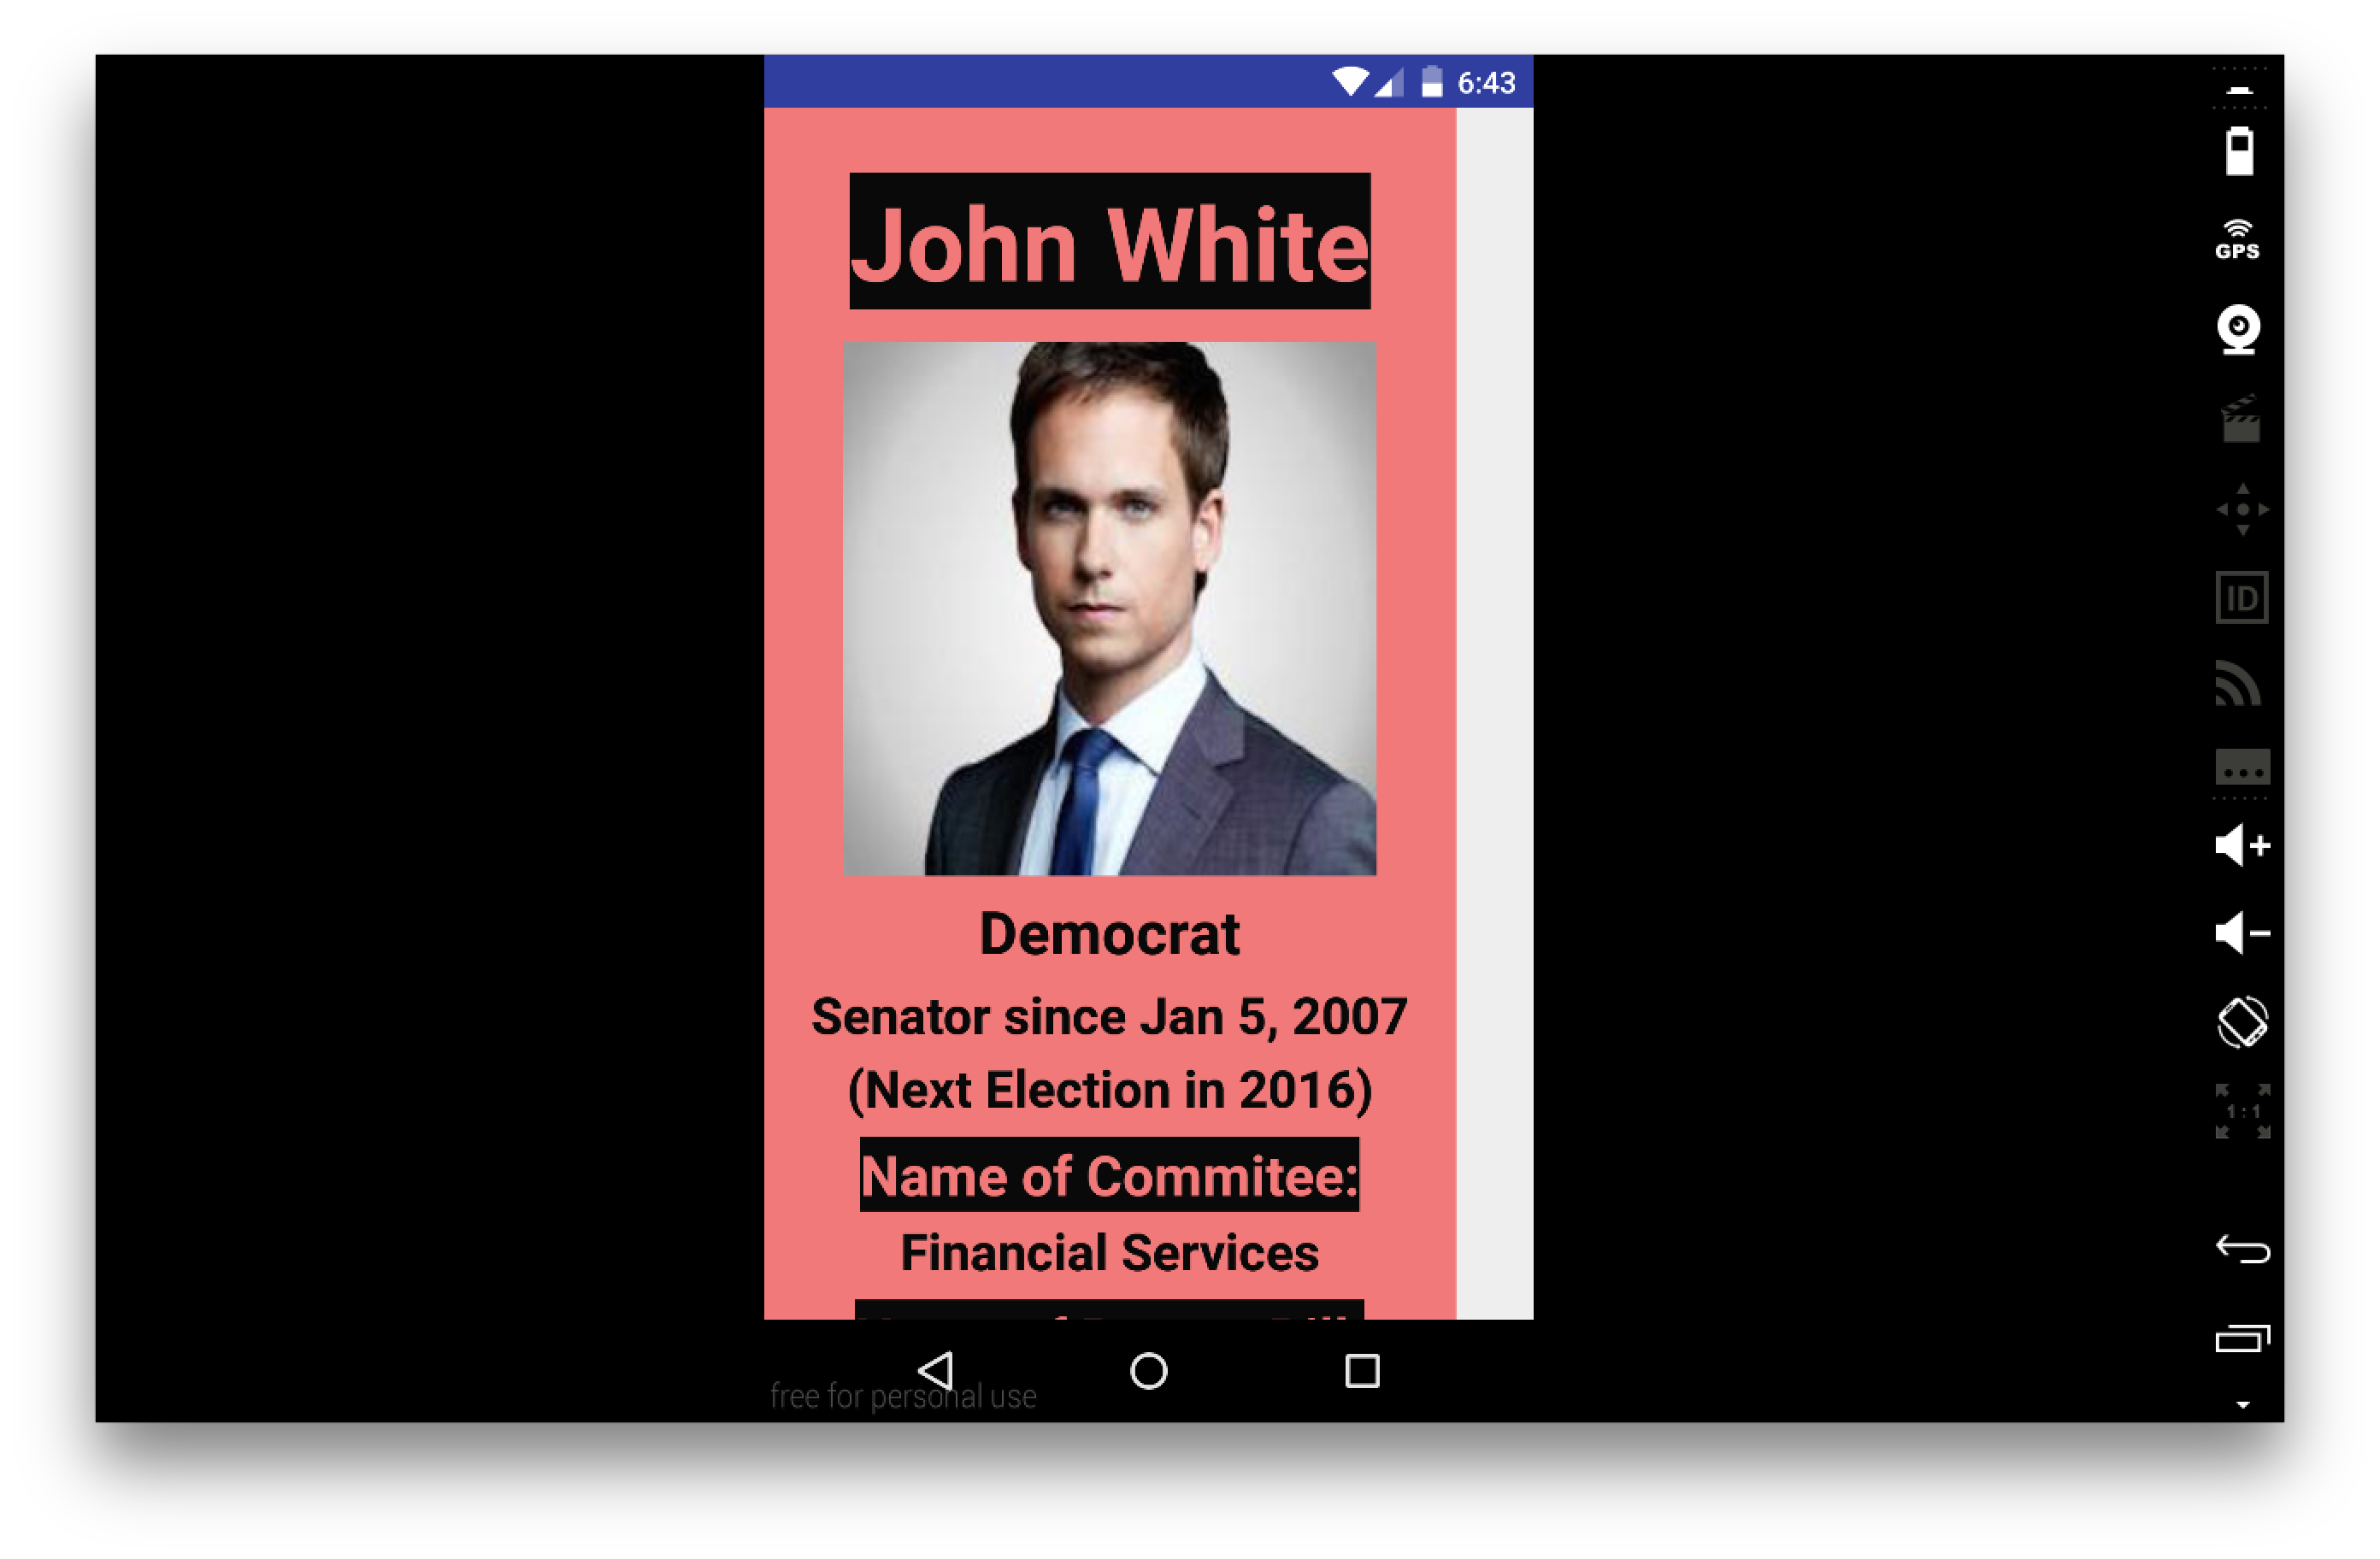 6:43
John White
GPS
ID
Democrat
Senator since Jan 5, 2007
(Next Election in 2016)
1:1
Name of Commitee:
Financial Services
free for personal use